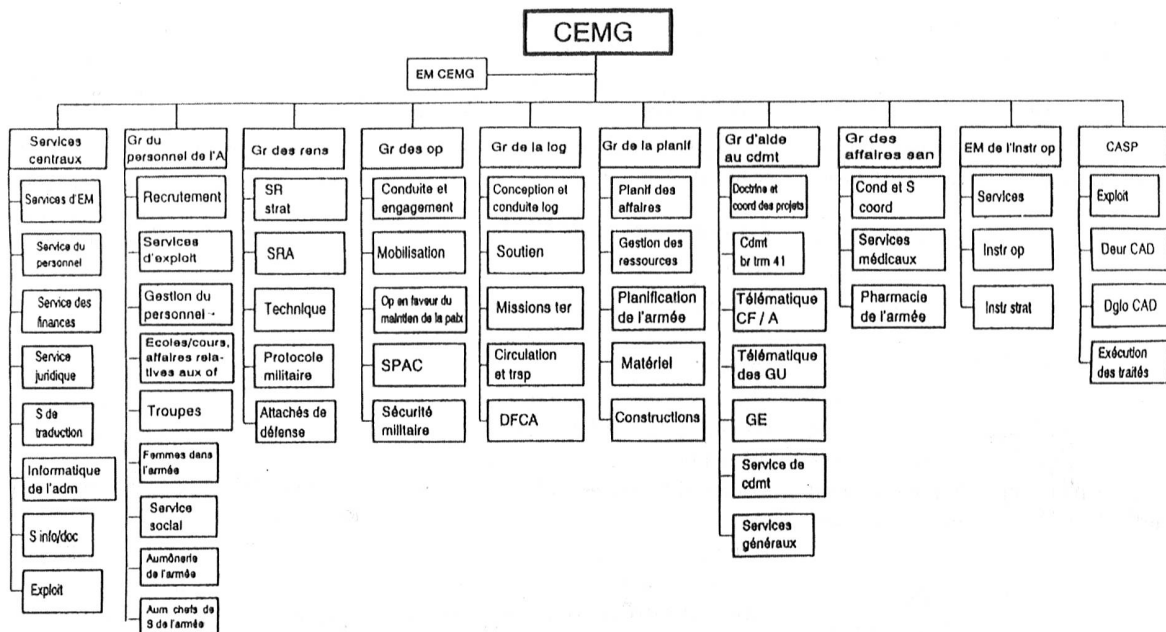 CEMG
EM CEMG
Services
centraux
Services d'EM
Service du
personnel
Service des
finances
Service
juridique
S de
traduction
Informatique
de l'adm
S info/doc
Exploit
Gr du
personnel de l'A
Recrutement
Services
d'exploit
Gestion du
personnel
Ecoles/cours,
affaires rela-
tives aux of
Troupes
Femmes dans
l'armée
Service
social
Aumônerie
de l'armée
Aum chefs de
S de l'armée
Gr des rens
SR
strat
SRA
Technique
Protocole
militaire
Attachés de
défense
Gr des op
Conduite et
engagement
Mobilisation
Op en faveur du
maintien de la paix
SPAC
Sécurité
militaire
Gr de la log
Conception et
conduite log
Soutien
Missions ter
Circulation
et trsp
DFCA
Gr de la planif
Planif des
affaires
Gestion des
ressources
Planification
de l'armée
Matériel
Constructions
Gr d'aide
au cdmt
Doctrine et
coord des projets
Cdmt
br trm 41
Télématique
CF / A
Télématique
des GU
GE
Service de
cdmt
Services
généraux
Gr des
affaires san
Cond et S
coord
Services
médicaux
Pharmacie
de l'armée
EM de l'instr op
Services
Instr op
Instr strat
CASP
Exploit
Deur CAD
Dglo CAD
Exécution
des traités